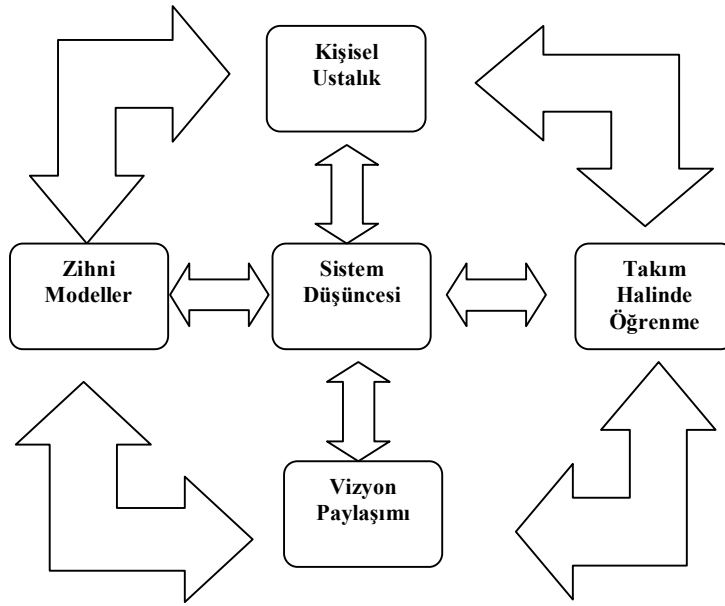 Kişisel
Ustalık
Zihni
Modeller
Sistem
Düşüncesi
Takım
Halinde
Öğrenme
Vizyon
Paylaşımı